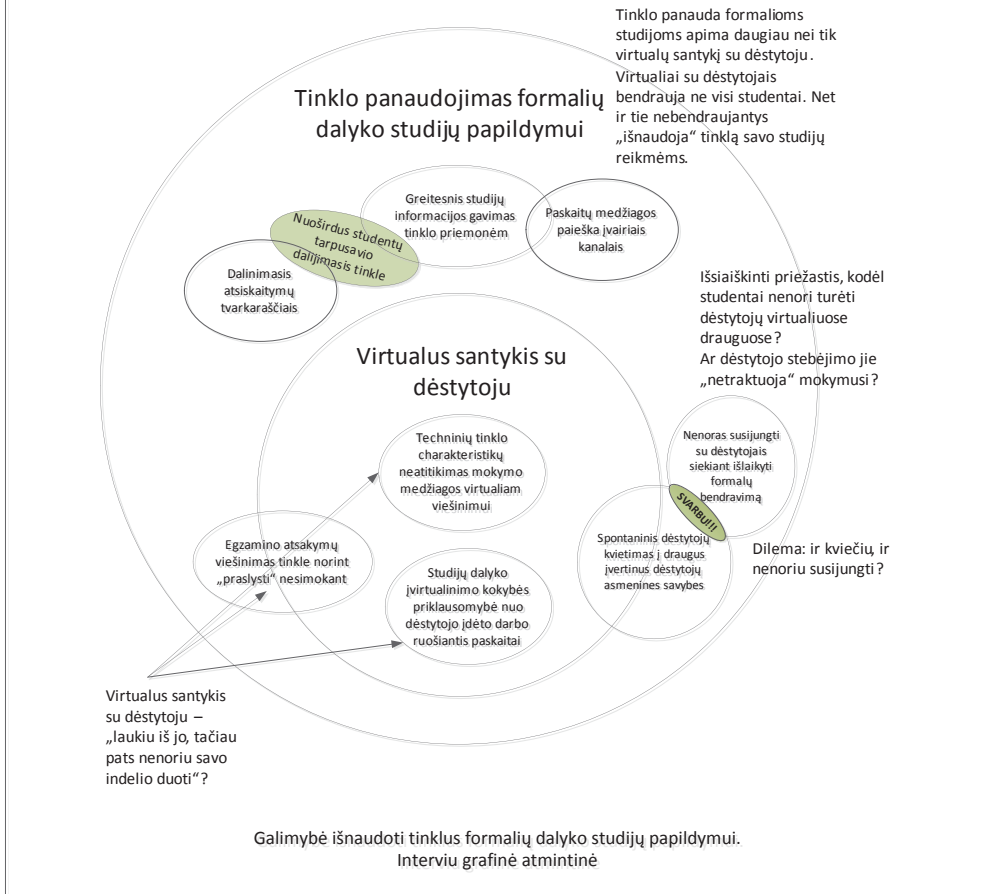 Tinklo panauda formalioms
studijoms apima daugiau nei tik
virtualų santykį su dėstytoju.
Virtualiai su dėstytojais
bendrauja ne visi studentai. Net
ir tie nebendraujantys
„išnaudoja“ tinklą savo studijų
reikmėms.
Tinklo panaudojimas formalių
dalyko studijų papildymui
Greitesnis studijų
informacijos gavimas
tinklo priemonėm
Paskaitų medžiagos
paieška įvairiais
kanalais
Nuoširdus studentų
tarpusavio
dalijimasis tinkle
Dalinimasis
atsiskaitymų
tvarkaraščiais
Išsiaiškinti priežastis, kodėl
studentai nenori turėti
dėstytojų virtualiuose
drauguose?
Ar dėstytojo stebėjimo jie
„netraktuoja“ mokymusi?
Virtualus santykis su
dėstytoju
Techninių tinklo
charakteristikų
neatitikimas mokymo
medžiagos virtualiam
viešinimui
Nenoras susijungti
su dėstytojais
siekiant išlaikyti
formalų
bendravimą
SVARBU!!!
Spontaninis dėstytojų
kvietimas į draugus
įvertinus dėstytojų
asmenines savybes
Dilema: ir kviečiu, ir
nenoriu susijungti?
Egzamino atsakymų
viešinimas tinkle norint
„praslysti“ nesimokant
Studijų dalyko
įvirtualinimo kokybės
priklausomybė nuo
dėstytojo įdėto darbo
ruošiantis paskaitai
Virtualus santykis
su dėstytoju –
„laukiu iš jo, tačiau
pats nenoriu savo
indelio duoti“?
Galimybė išnaudoti tinklus formalių dalyko studijų papildymui.
Interviu grafinė atmintinė